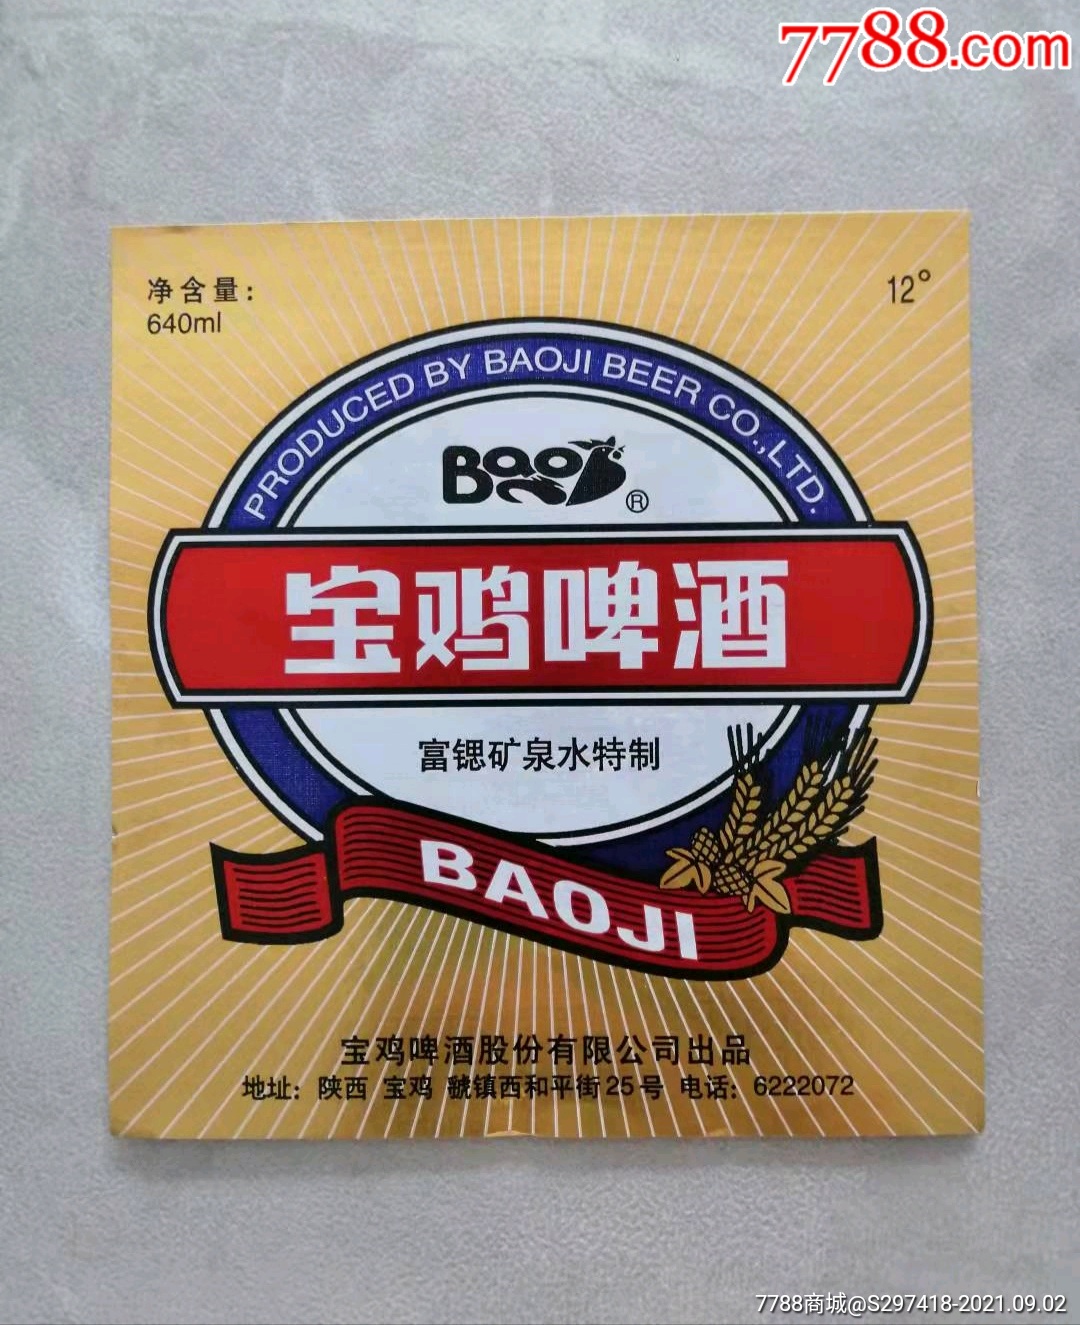 7788.com
净含量：
640ml
12°
PRODUCED BY BAOJI BEER CO.,LTD.
Bao
®
宝鸡啤酒
富锶矿泉水特制
BAOJI
宝鸡啤酒股份有限公司出品
地址：陕西 宝鸡 虢镇西和平街25号 电话：6222072
7788商城@S297418-2021.09.02